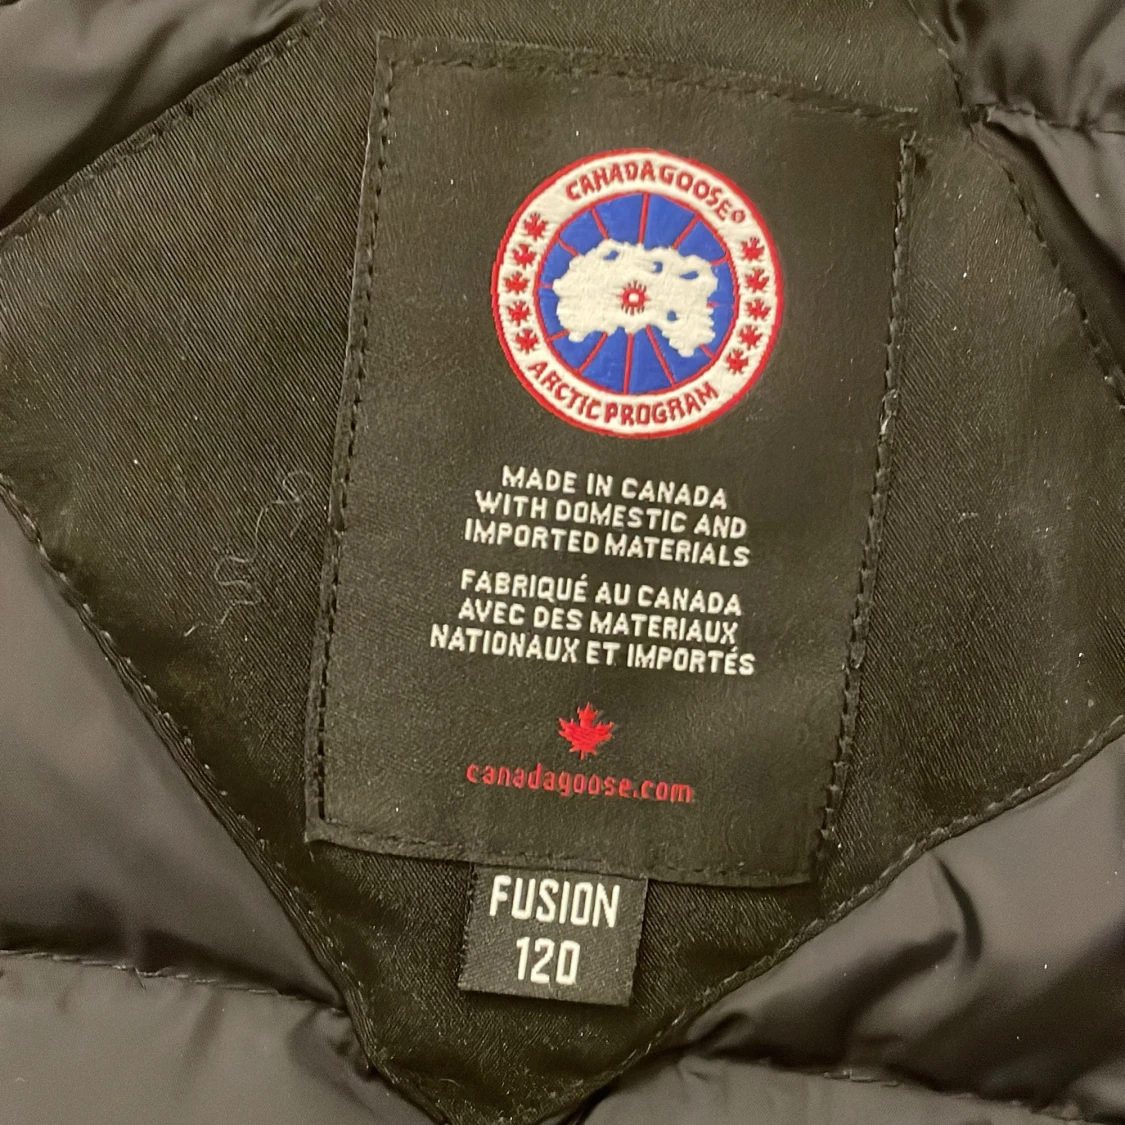 CANADA GOOSE®
ARCTIC PROGRAM
MADE IN CANADA
WITH DOMESTIC AND
IMPORTED MATERIALS
FABRIQUÉ AU CANADA
AVEC DES MATERIAUX
NATIONAUX ET IMPORTÉS
canadagoose.com
FUSION
120